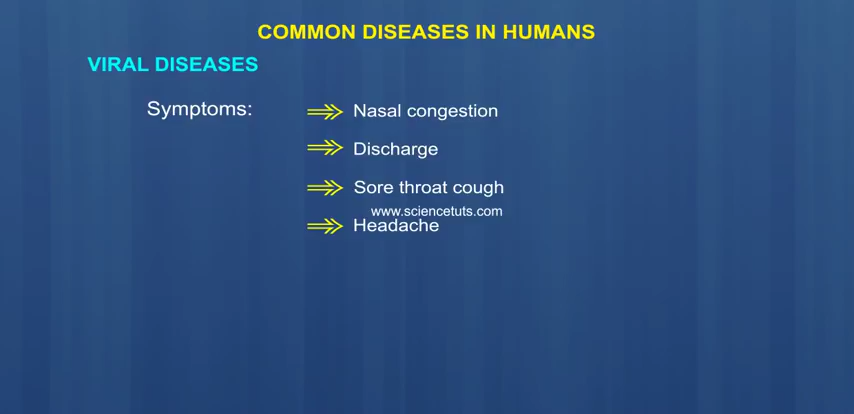 COMMON DISEASES IN HUMANS
VIRAL DISEASES
Symptoms:
Nasal congestion
Discharge
Sore throat cough
www.sciencetuts.com
Headache